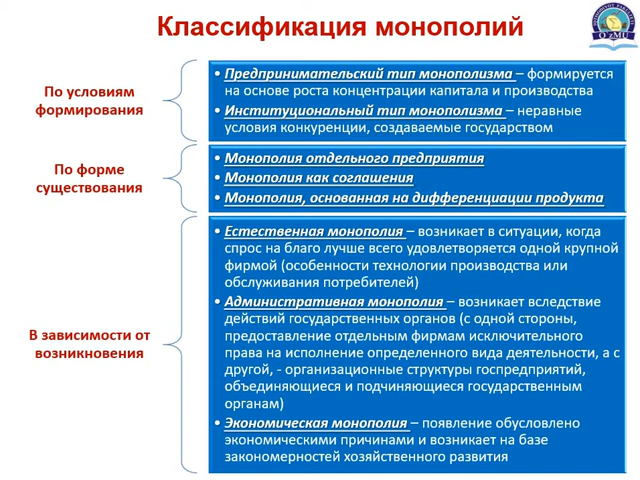 Классификация монополий
O'zMU
По условиям
формирования
• Предпринимательский тип монополизма – формируется
на основе роста концентрации капитала и производства
• Институциональный тип монополизма – неравные
условия конкуренции, создаваемые государством
По форме
существования
• Монополия отдельного предприятия
• Монополия как соглашения
• Монополия, основанная на дифференциации продукта
В зависимости от
возникновения
• Естественная монополия – возникает в ситуации, когда
спрос на благо лучше всего удовлетворяется одной крупной
фирмой (особенности технологии производства или
обслуживания потребителей)
• Административная монополия – возникает вследствие
действий государственных органов (с одной стороны,
предоставление отдельным фирмам исключительного
права на исполнение определенного вида деятельности, а с
другой, - организационные структуры госпредприятий,
объединяющиеся и подчиняющиеся государственным
органам)
• Экономическая монополия – появление обусловлено
экономическими причинами и возникает на базе
закономерностей хозяйственного развития